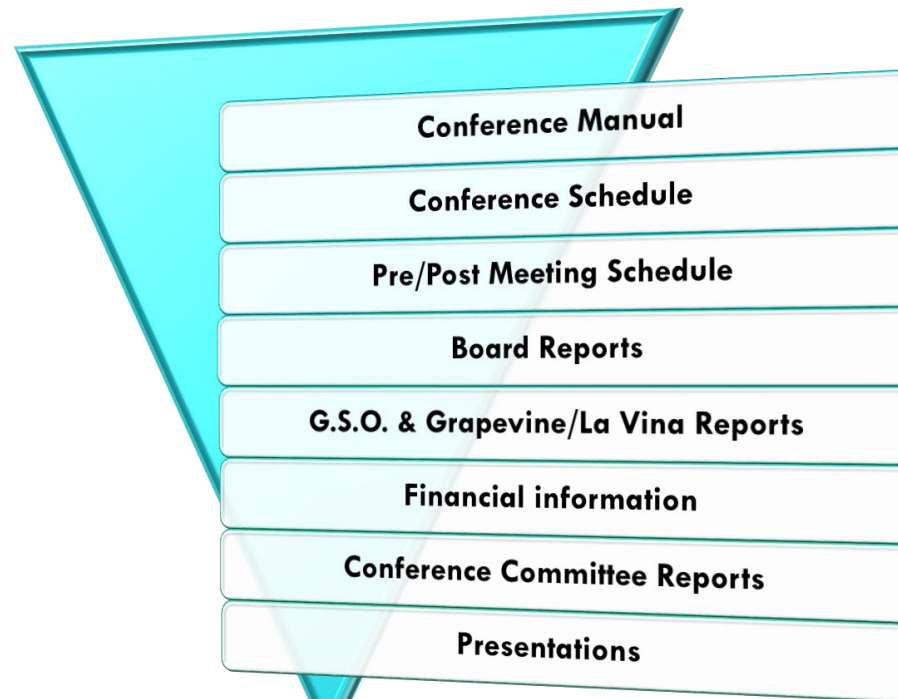 Conference Manual
Conference Schedule
Pre/Post Meeting Schedule
Board Reports
G.S.O. & Grapevine/La Vina Reports
Financial information
Conference Committee Reports
Presentations